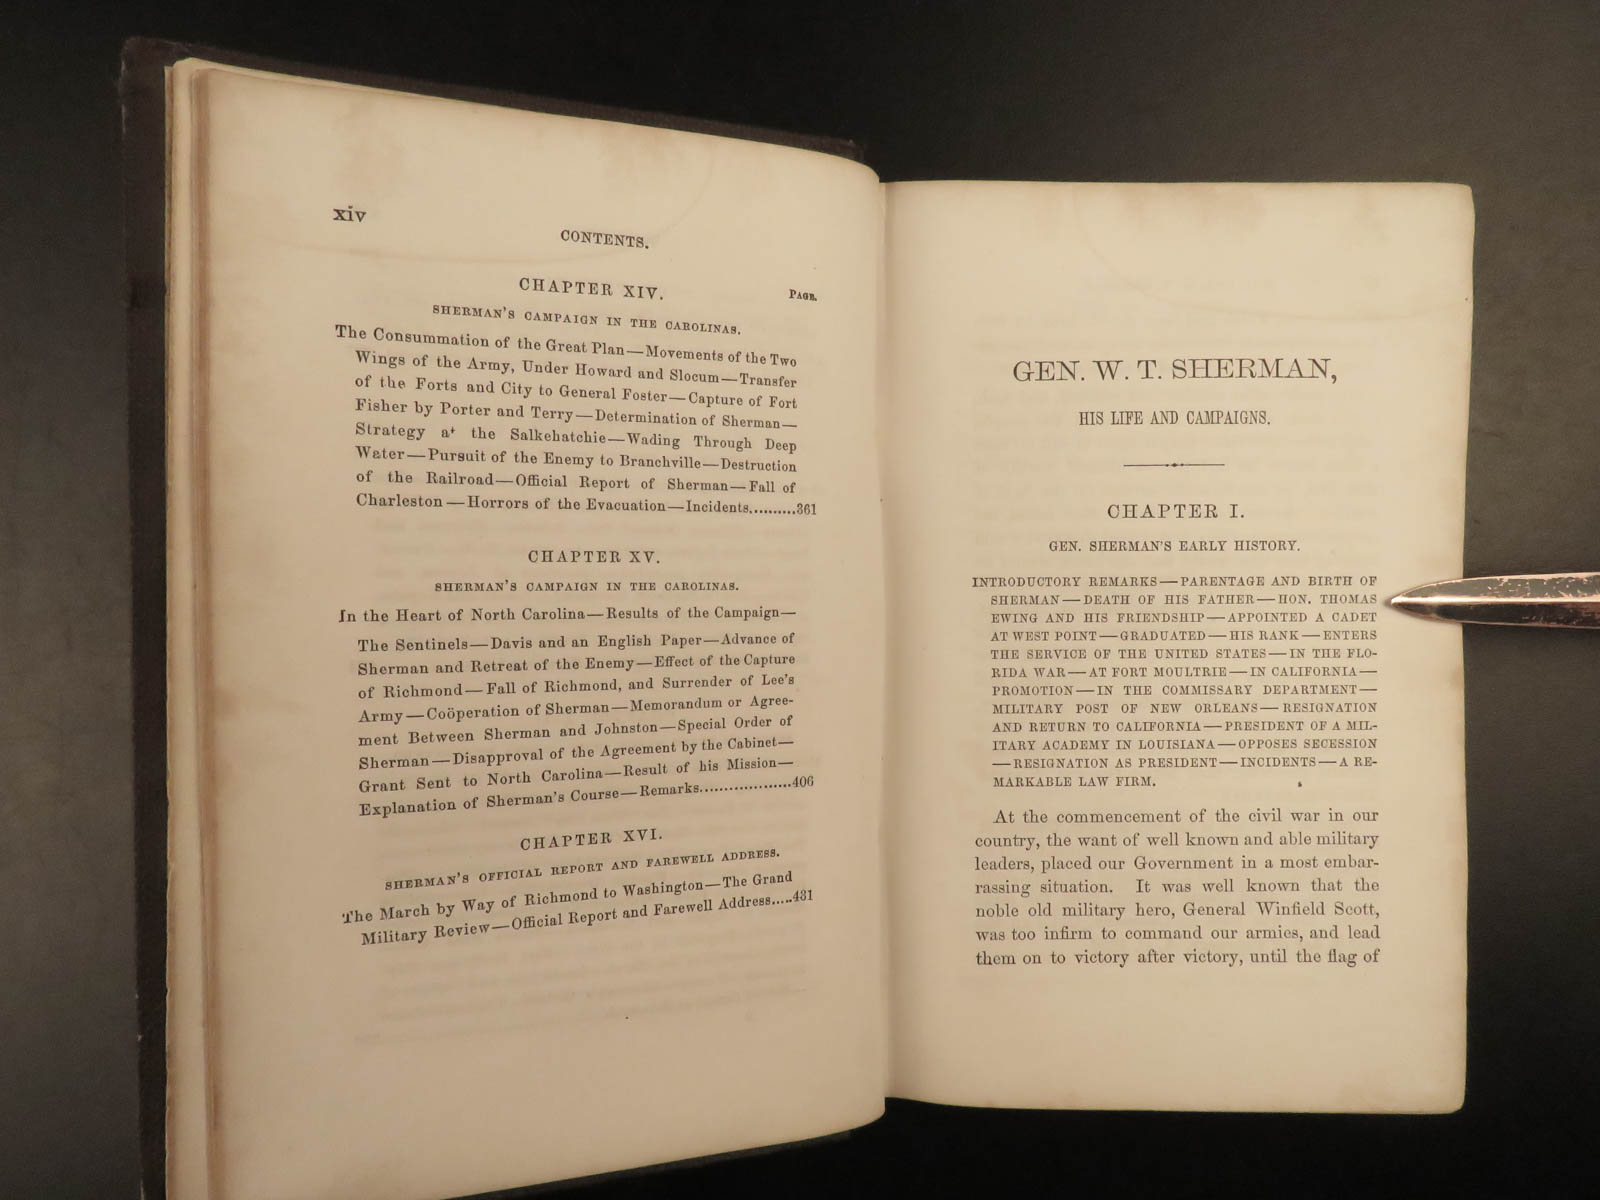 xiv
CONTENTS.
CHAPTER XIV.
PAGE.
SHERMAN'S CAMPAIGN IN THE CAROLINAS.
The Consummation of the Great Plan—Movements of the Two
Wings of the Army, Under Howard and Slocum—Transfer
of the Forts and City to General Foster—Capture of Fort
Fisher by Porter and Terry—Determination of Sherman—
Strategy at the Salkehatchie—Wading Through Deep
Water—Pursuit of the Enemy to Branchville—Destruction
of the Railroad—Official Report of Sherman—Fall of
Charleston—Horrors of the Evacuation—Incidents..........361
CHAPTER XV.
SHERMAN'S CAMPAIGN IN THE CAROLINAS.
In the Heart of North Carolina—Results of the Campaign—
The Sentinels—Davis and an English Paper—Advance of
Sherman and Retreat of the Enemy—Effect of the Capture
of Richmond—Fall of Richmond, and Surrender of Lee's
Army—Coöperation of Sherman—Memorandum or Agree-
ment Between Sherman and Johnston—Special Order of
Sherman—Disapproval of the Agreement by the Cabinet—
Grant Sent to North Carolina—Result of his Mission—
Explanation of Sherman's Course—Remarks...................406
CHAPTER XVI.
SHERMAN'S OFFICIAL REPORT AND FAREWELL ADDRESS.
The March by Way of Richmond to Washington—The Grand
Military Review—Official Report and Farewell Address.....431
GEN. W. T. SHERMAN,
HIS LIFE AND CAMPAIGNS.
CHAPTER I.
GEN. SHERMAN'S EARLY HISTORY.
INTRODUCTORY REMARKS—PARENTAGE AND BIRTH OF
SHERMAN—DEATH OF HIS FATHER—HON. THOMAS
EWING AND HIS FRIENDSHIP—APPOINTED A CADET
AT WEST POINT—GRADUATED—HIS RANK—ENTERS
THE SERVICE OF THE UNITED STATES—IN THE FLO-
RIDA WAR—AT FORT MOULTRIE—IN CALIFORNIA—
PROMOTION—IN THE COMMISSARY DEPARTMENT—
MILITARY POST OF NEW ORLEANS—RESIGNATION
AND RETURN TO CALIFORNIA—PRESIDENT OF A MIL-
ITARY ACADEMY IN LOUISIANA—OPPOSES SECESSION
—RESIGNATION AS PRESIDENT—INCIDENTS—A RE-
MARKABLE LAW FIRM.
At the commencement of the civil war in our
country, the want of well known and able military
leaders, placed our Government in a most embar-
rassing situation. It was well known that the
noble old military hero, General Winfield Scott,
was too infirm to command our armies, and lead
them on to victory after victory, until the flag of